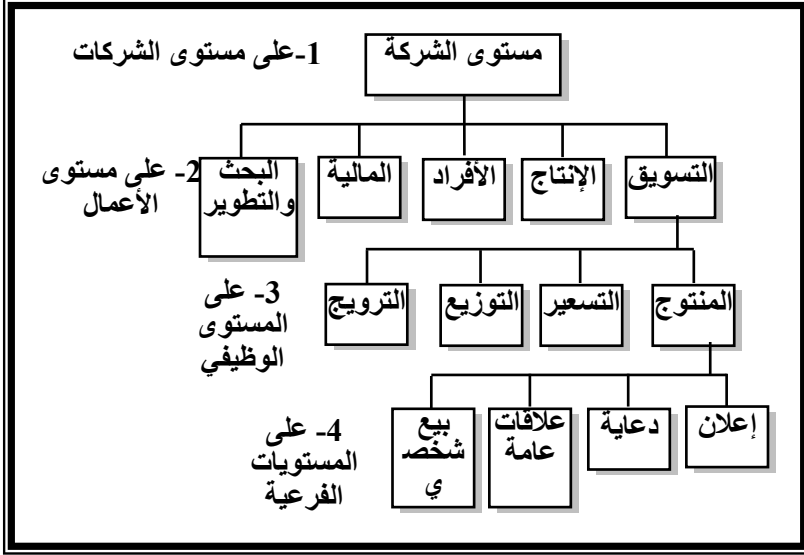 مستوى الشركة
1-على مستوى الشركات
التسويق
الإنتاج
الأفراد
المالية
البحث
والتطوير
2- على مستوى
الأعمال
المنتوج
التسعير
التوزيع
الترويج
3- على
المستوى
الوظيفي
إعلان
دعاية
علاقات
عامة
بيع
شخص
ي
4- على
المستويات
الفرعية